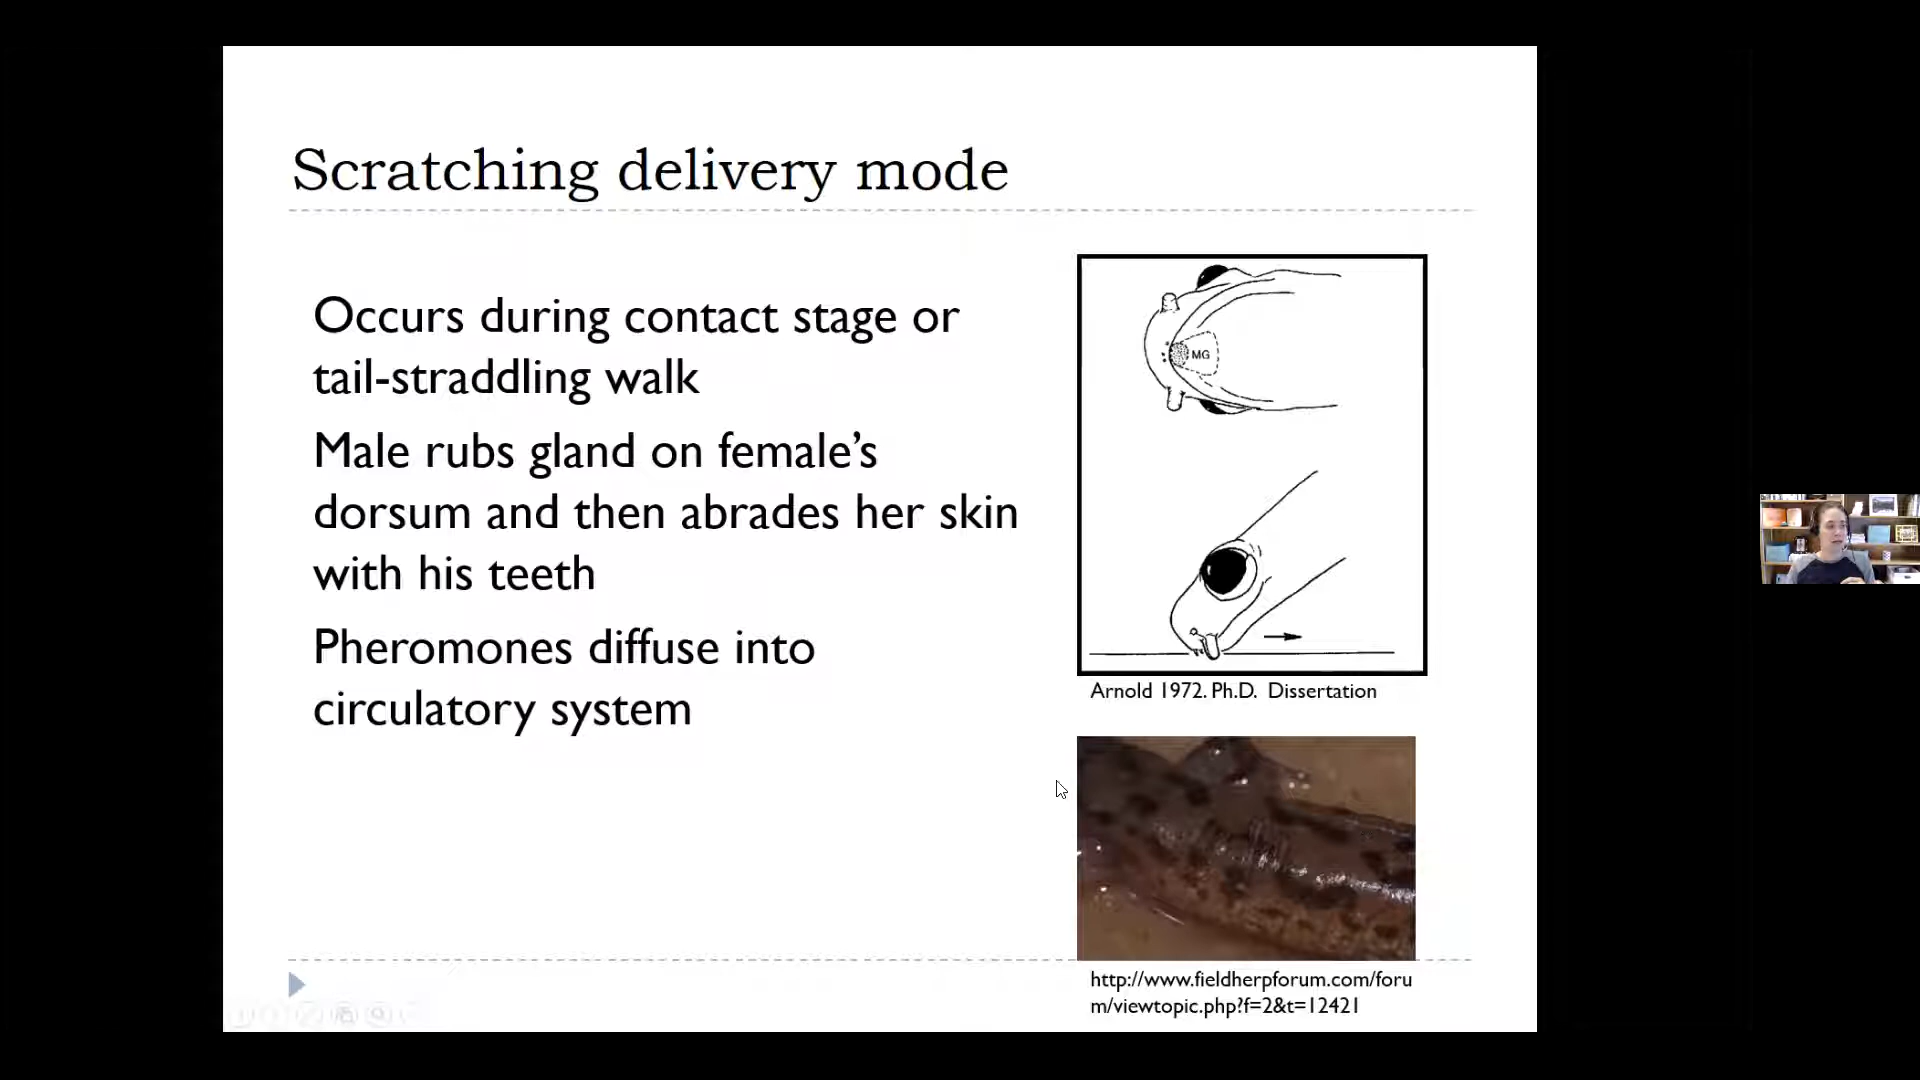 Scratching delivery mode
Occurs during contact stage or
tail-straddling walk
Male rubs gland on female’s
dorsum and then abrades her skin
with his teeth
Pheromones diffuse into
circulatory system
MG
Arnold 1972. Ph.D. Dissertation
http://www.fieldherpforum.com/foru
m/viewtopic.php?f=2&t=12421